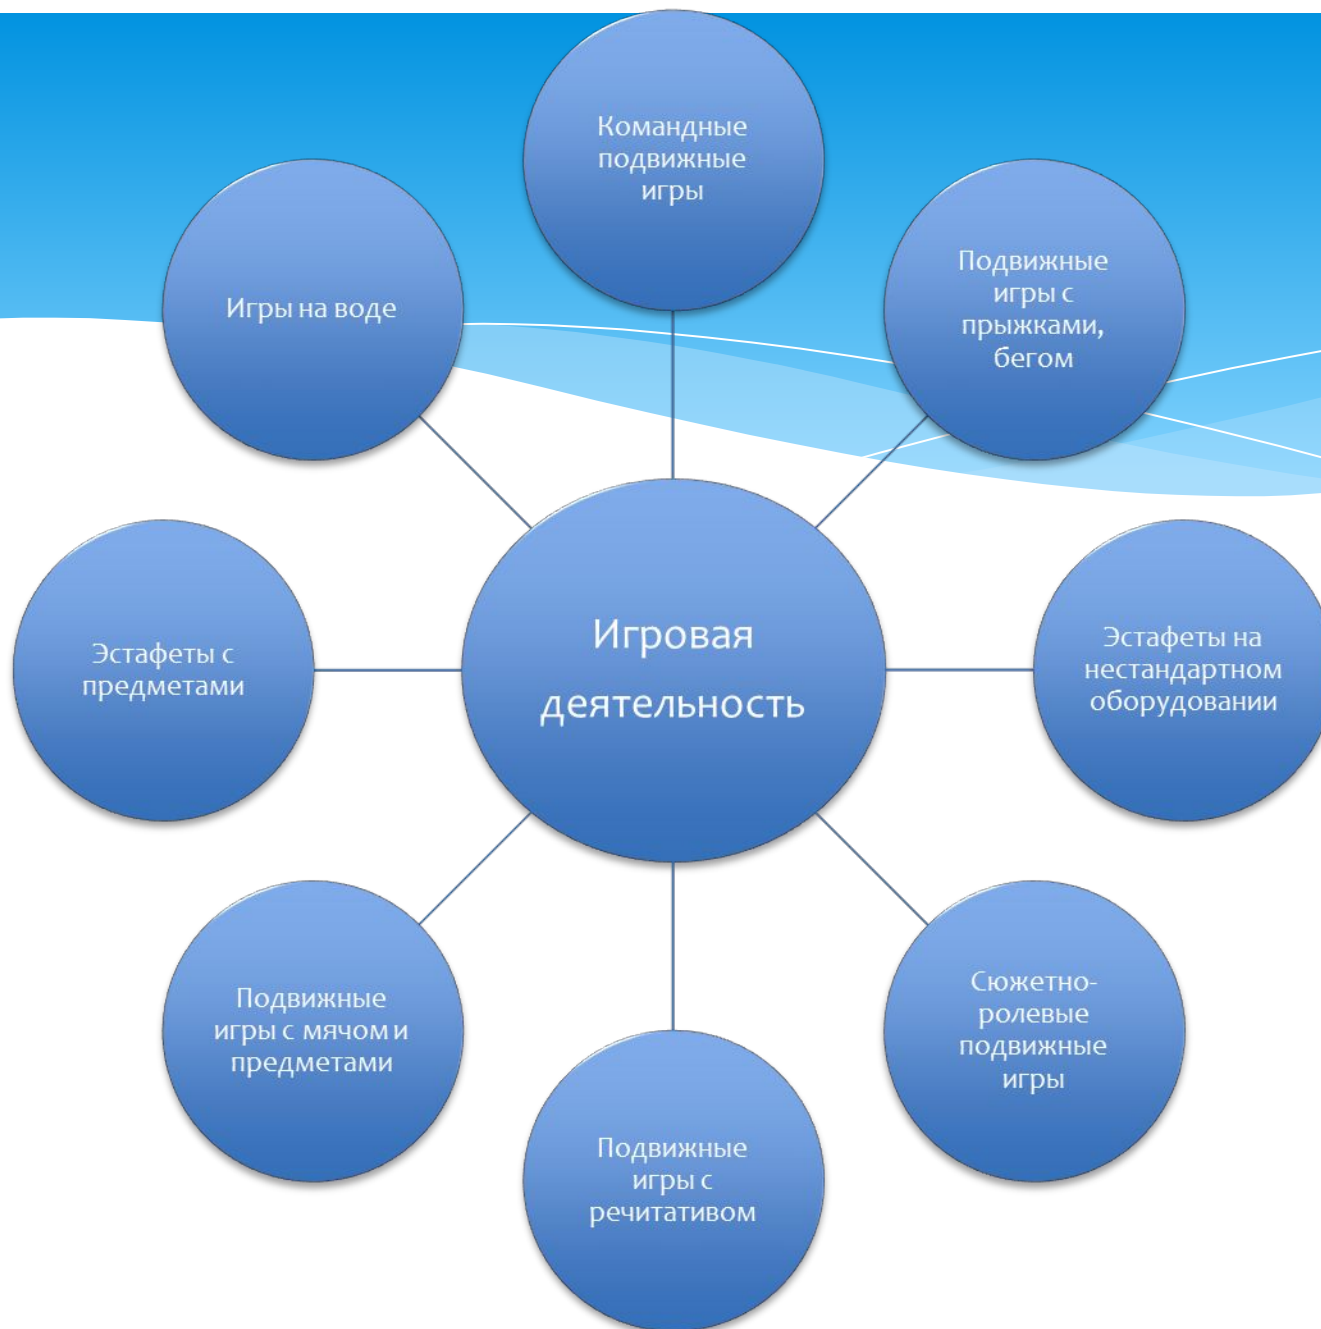 Командные
подвижные
игры
Подвижные
игры с
прыжками,
бегом
Игры на воде
Эстафеты на
нестандартном
оборудовании
Игровая
деятельность
Эстафеты с
предметами
Сюжетно-
ролевые
подвижные
игры
Подвижные
игры с мячом и
предметами
Подвижные
игры с
речитативом